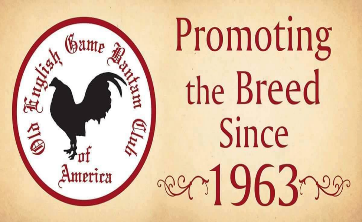 Old English Game Bantam Club
of
America
Promoting
the Breed
Since
1963